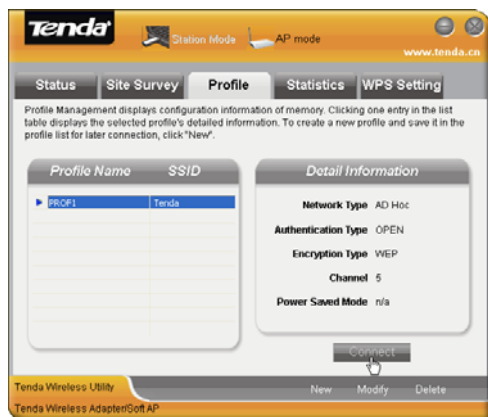 Tenda
Station Mode AP mode
www.tenda.cn
Status Site Survey Profile Statistics WPS Setting
Profile Management displays configuration information of memory. Clicking one entry in the list
table displays the selected profile's detailed information. To create a new profile and save it in the
profile list for later connection, click "New".
Profile Name SSID
PROF1 Tenda
Detail Information
Network Type AD Hoc
Authentication Type OPEN
Encryption Type WEP
Channel 5
Power Saved Mode n/a
Connect
Tenda Wireless Utility
New Modify Delete
Tenda Wireless Adapter/Soft AP